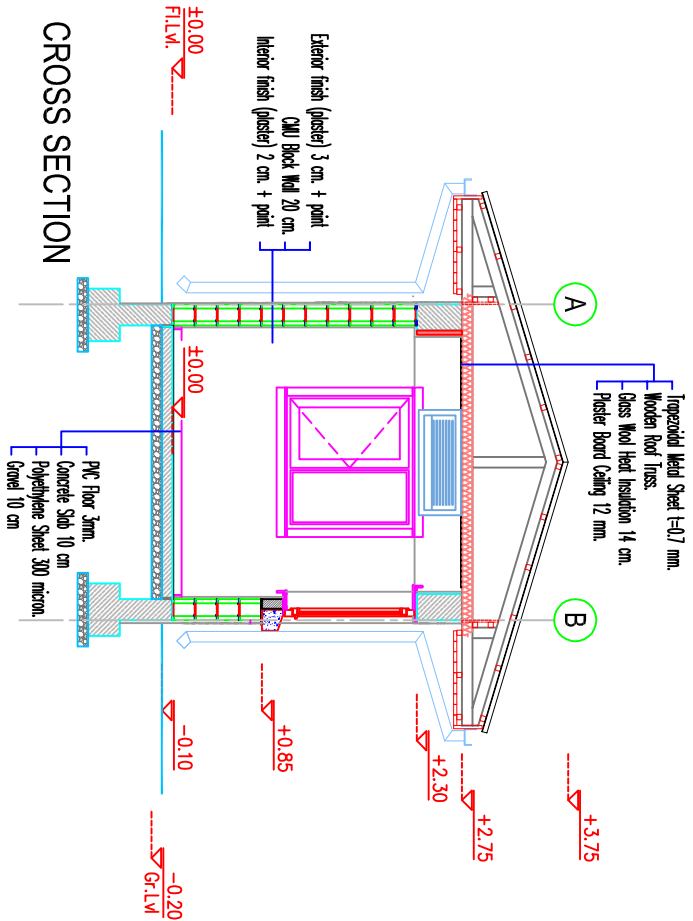 Trapezoidal Metal Sheet t=0.7 mm.
Wooden Roof Truss.
Glass Wool Heat Insulation 14 cm.
Plaster Board Ceiling 12 mm.
A
B
+3.75
+2.75
+2.30
+0.85
-0.10
-0.20
Gr.Lvl
Exterior finish (plaster) 3 cm. + paint
CMU Block Wall 20 cm.
Interior finish (plaster) 2 cm. + paint
±0.00
±0.00
Fl.Lvl.
PVC Floor 3mm.
Concrete Slab 10 cm
Polyethylene Sheet 300 micron.
Gravel 10 cm
CROSS SECTION